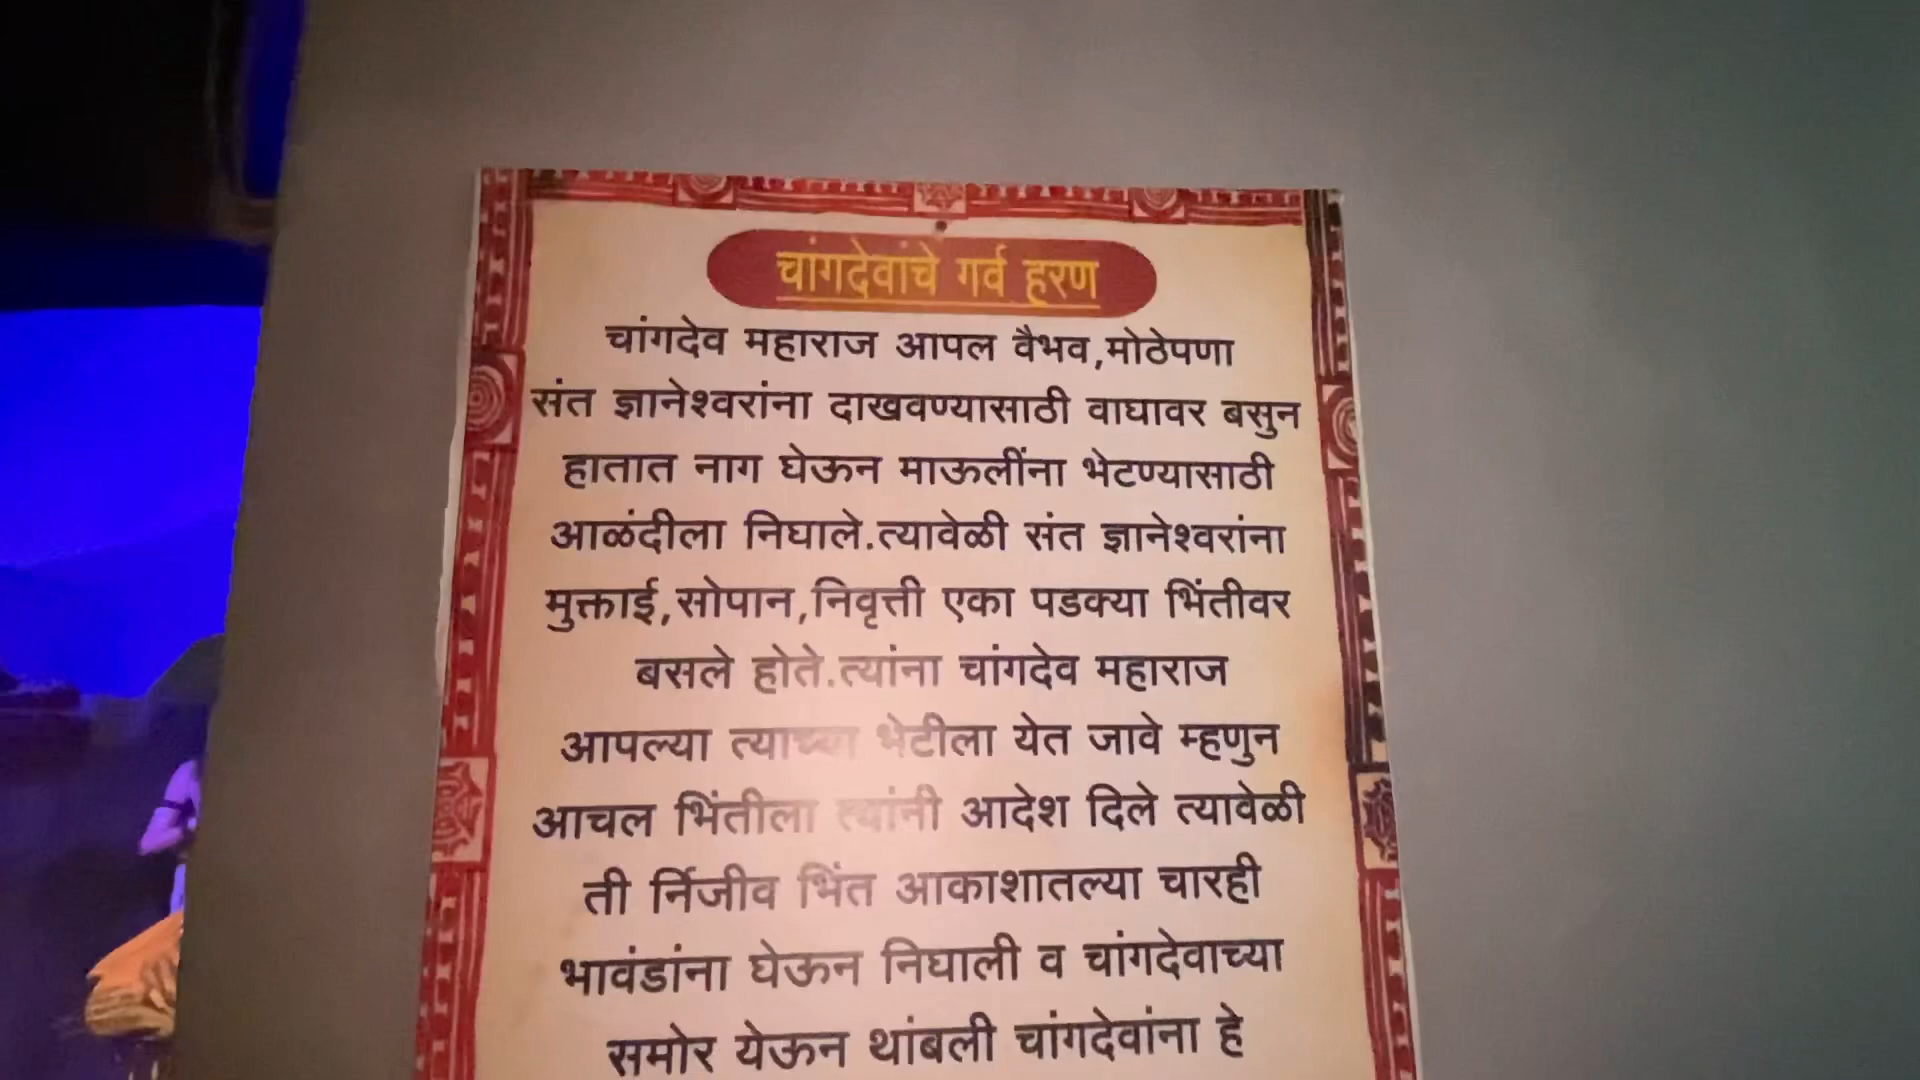 चांगदेवांचे गर्व हरण
चांगदेव महाराज आपल वैभव,मोठेपणा
संत ज्ञानेश्वरांना दाखवण्यासाठी वाघावर बसुन
हातात नाग घेऊन माऊलींना भेटण्यासाठी
आळंदीला निघाले.त्यावेळी संत ज्ञानेश्वरांना
मुक्ताई,सोपान,निवृत्ती एका पडक्या भिंतीवर
बसले होते.त्यांना चांगदेव महाराज
आपल्या त्याच्या भेटीला येत जावे म्हणुन
आचल भिंतीला त्यांनी आदेश दिले त्यावेळी
ती र्निजीव भिंत आकाशातल्या चारही
भावंडांना घेऊन निघाली व चांगदेवाच्या
समोर येऊन थांबली चांगदेवांना हे